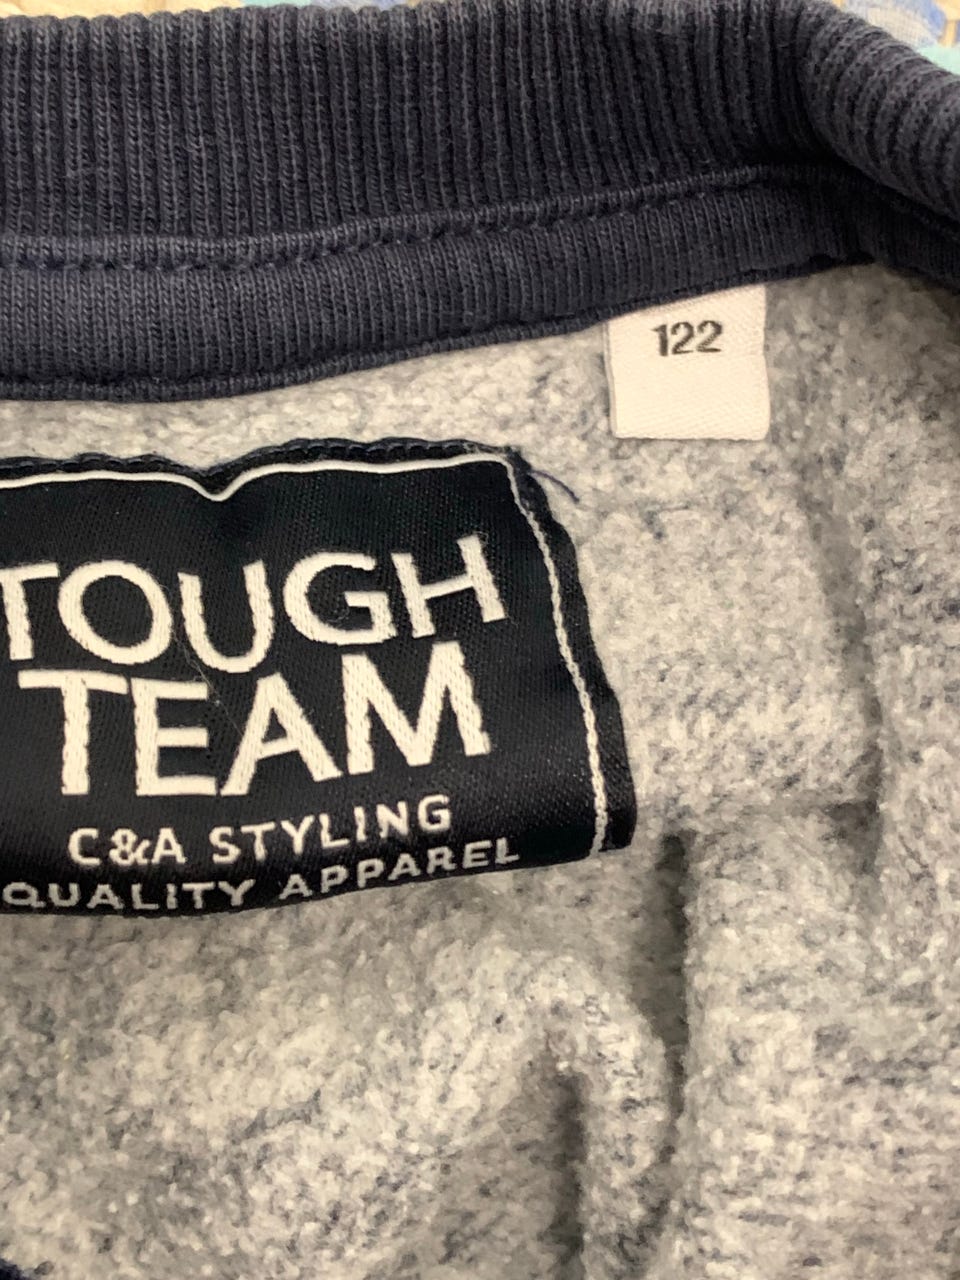 122
TOUGH
TEAM
C&A STYLING
QUALITY APPAREL